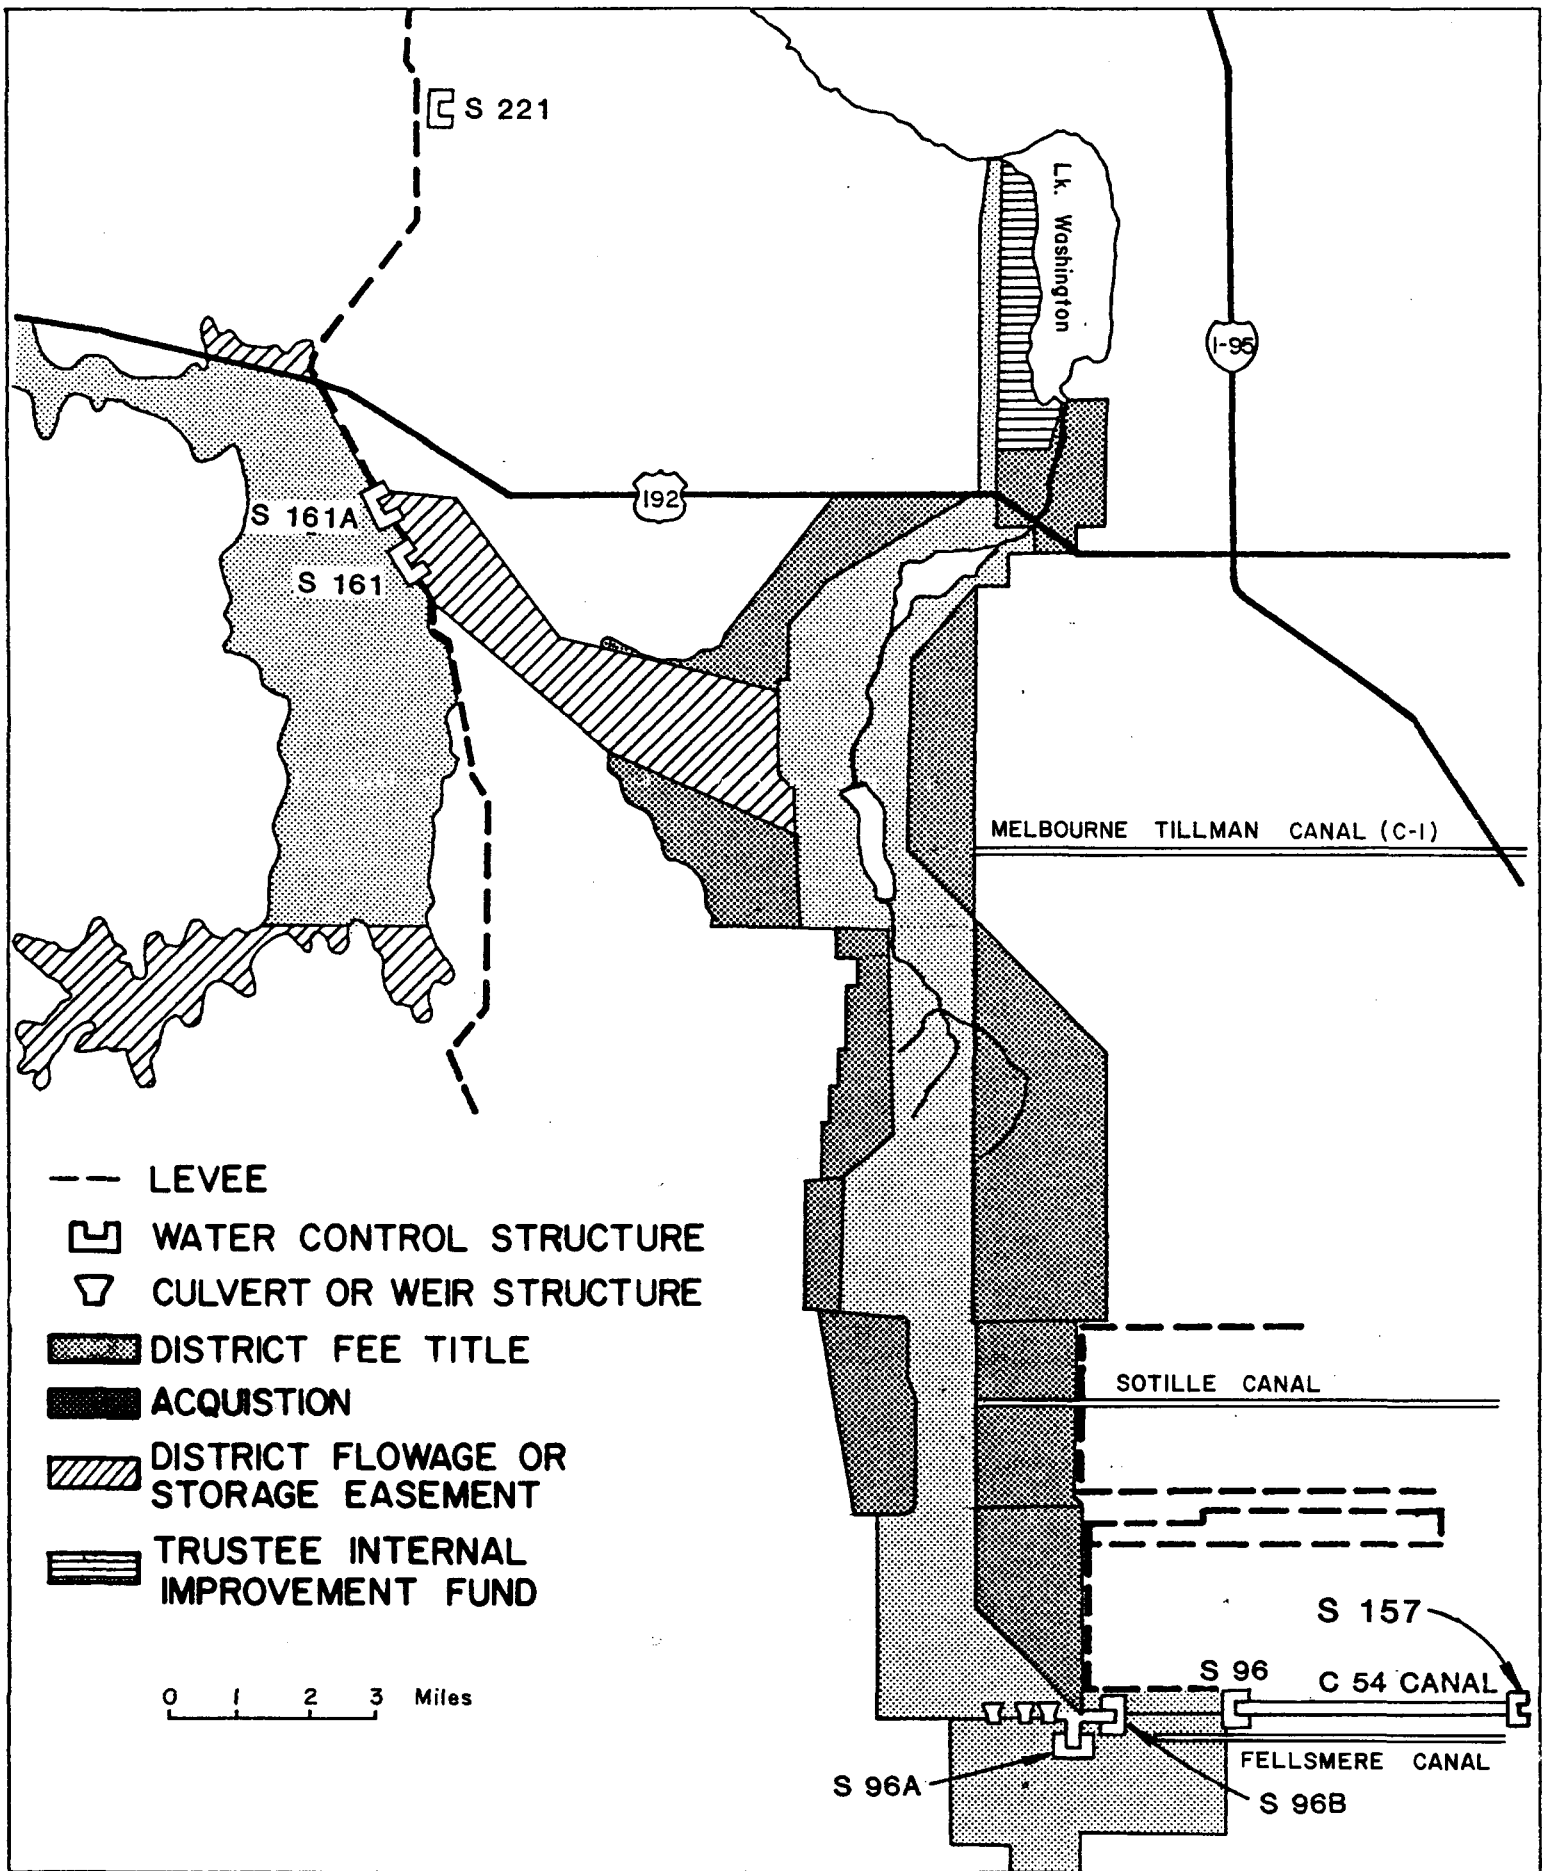 S 221
Lk. Washington
I-95
192
S 161A
S 161
MELBOURNE TILLMAN CANAL (C-1)
LEVEE
WATER CONTROL STRUCTURE
CULVERT OR WEIR STRUCTURE
DISTRICT FEE TITLE
ACQUISTION
DISTRICT FLOWAGE OR
STORAGE EASEMENT
TRUSTEE INTERNAL
IMPROVEMENT FUND
0 1 2 3 Miles
SOTILLE CANAL
S 157
S 96
C 54 CANAL
FELLSMERE CANAL
S 96A
S 96B